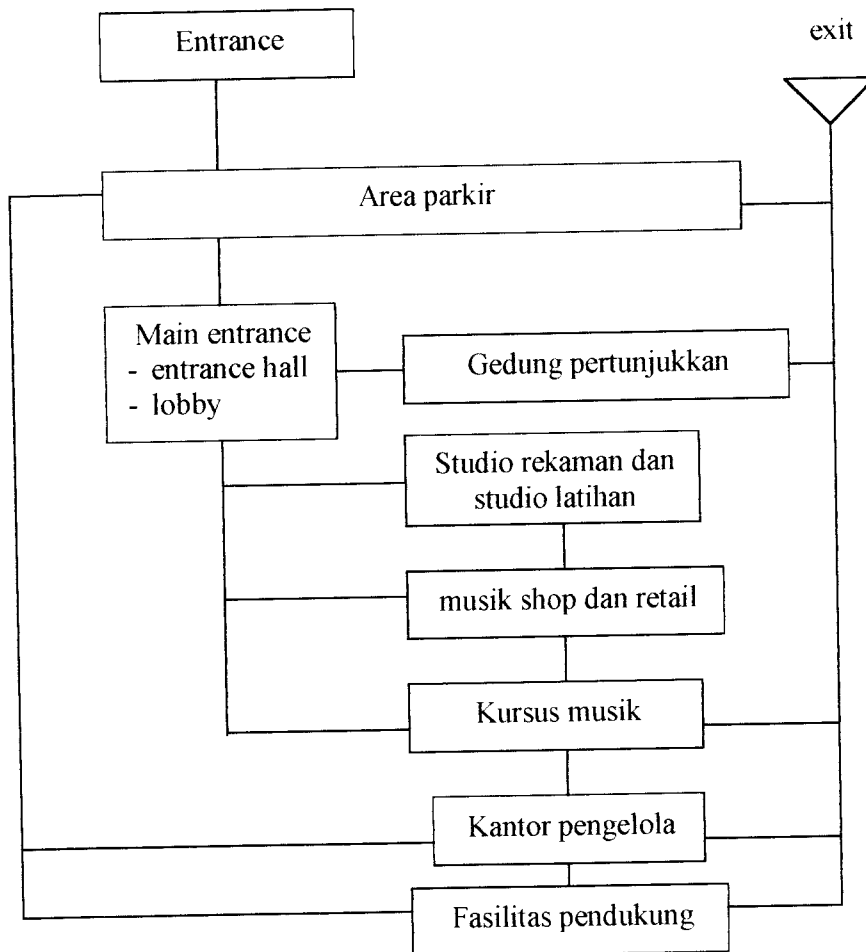 Entrance
exit
Area parkir
Main entrance
- entrance hall
- lobby
Gedung pertunjukkan
Studio rekaman dan
studio latihan
musik shop dan retail
Kursus musik
Kantor pengelola
Fasilitas pendukung